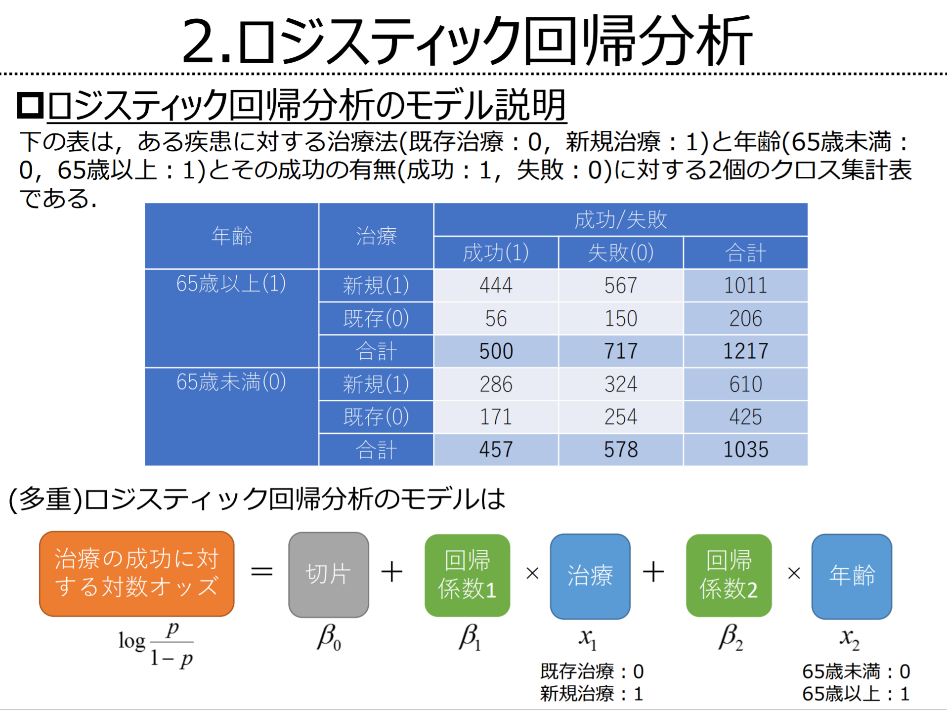 2.ロジスティック回帰分析
ロジスティック回帰分析のモデル説明
下の表は，ある疾患に対する治療法(既存治療：0，新規治療：1)と年齢(65歳未満：
0，65歳以上：1)とその成功の有無(成功：1，失敗：0)に対する2個のクロス集計表
である.
年齢 治療 成功/失敗
成功(1) 失敗(0) 合計
65歳以上(1) 新規(1) 444 567 1011
既存(0) 56 150 206
合計 500 717 1217
65歳未満(0) 新規(1) 286 324 610
既存(0) 171 254 425
合計 457 578 1035
(多重)ロジスティック回帰分析のモデルは
治療の成功に対
する対数オッズ
=
切片
+
回帰
係数1
×
治療
+
回帰
係数2
×
年齢
log p/(1−p)
β0
β1
x1
β2
x2
既存治療：0
新規治療：1
65歳未満：0
65歳以上：1